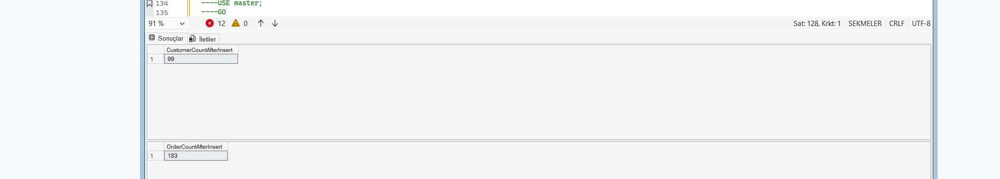 134 ----USE master;
135 ----GO
91 % 12 0 Sat: 128, Krkt: 1 SEKMELER CRLF UTF-8
Sonuçlar İletiler
CustomerCountAfterInsert
1 99
OrderCountAfterInsert
1 183